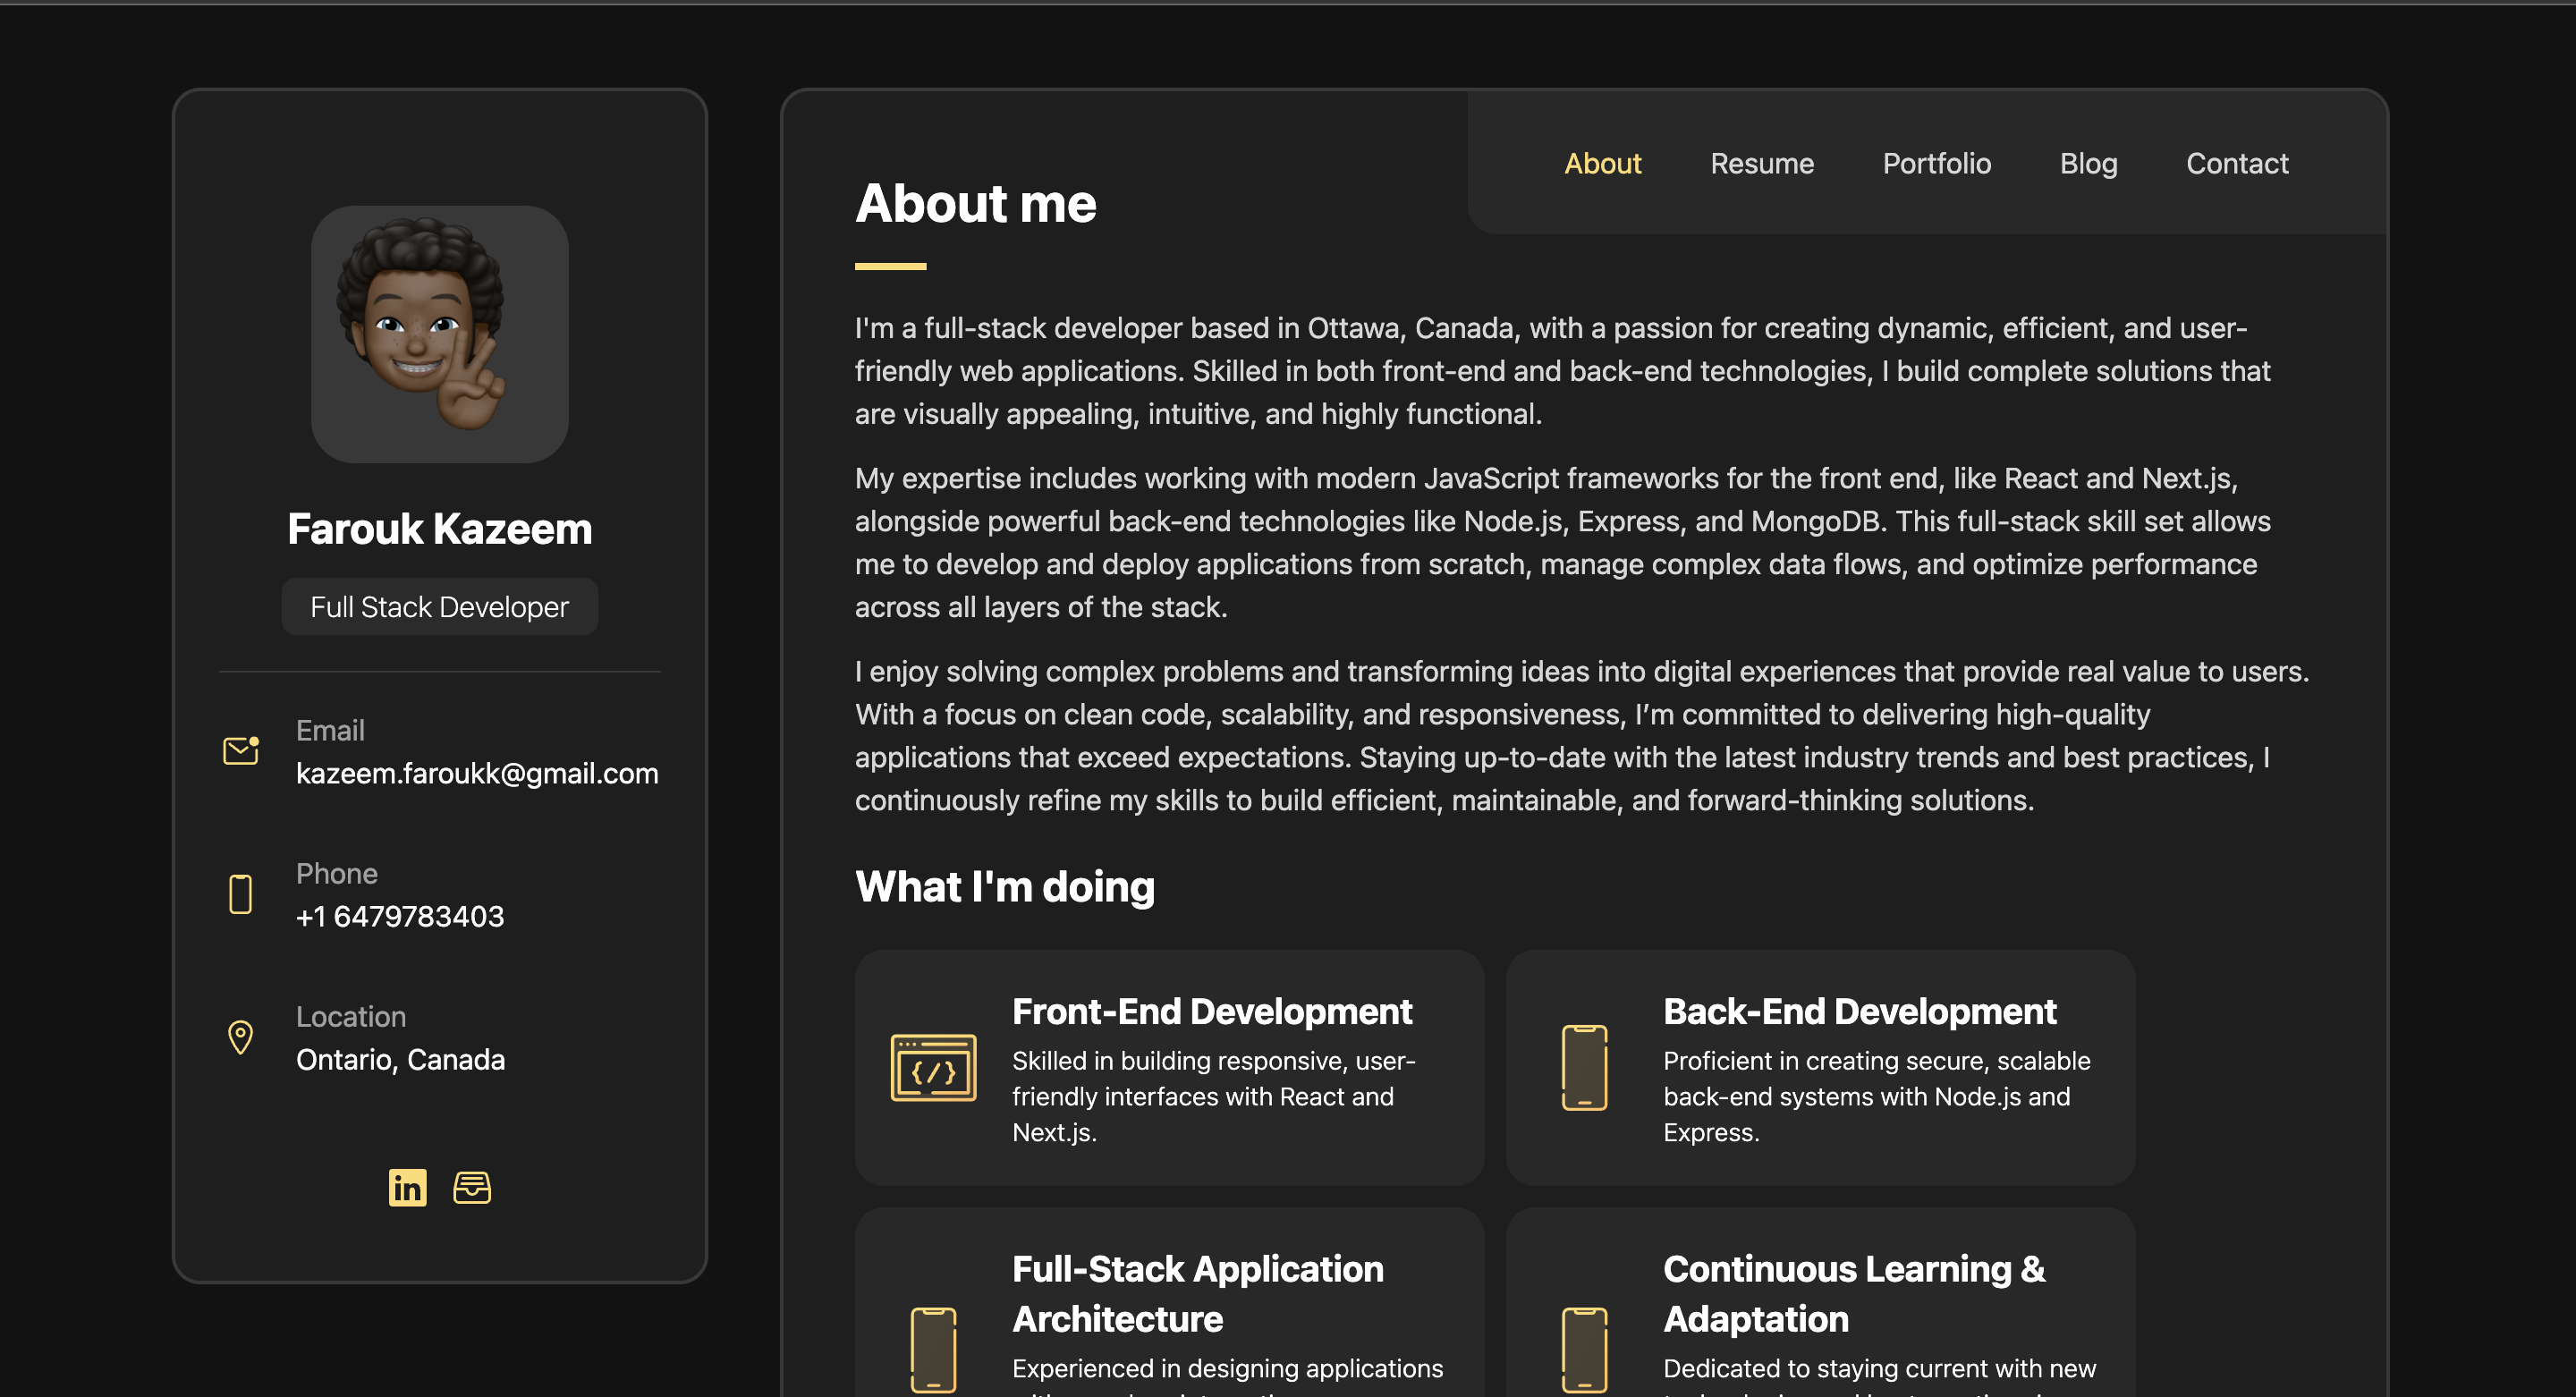 Farouk Kazeem
Full Stack Developer
Email
kazeem.faroukk@gmail.com
Phone
+1 6479783403
Location
Ontario, Canada
in
About
Resume
Portfolio
Blog
Contact
About me
I'm a full-stack developer based in Ottawa, Canada, with a passion for creating dynamic, efficient, and user-
friendly web applications. Skilled in both front-end and back-end technologies, I build complete solutions that
are visually appealing, intuitive, and highly functional.
My expertise includes working with modern JavaScript frameworks for the front end, like React and Next.js,
alongside powerful back-end technologies like Node.js, Express, and MongoDB. This full-stack skill set allows
me to develop and deploy applications from scratch, manage complex data flows, and optimize performance
across all layers of the stack.
I enjoy solving complex problems and transforming ideas into digital experiences that provide real value to users.
With a focus on clean code, scalability, and responsiveness, I’m committed to delivering high-quality
applications that exceed expectations. Staying up-to-date with the latest industry trends and best practices, I
continuously refine my skills to build efficient, maintainable, and forward-thinking solutions.
What I'm doing
{/}
Front-End Development
Skilled in building responsive, user-
friendly interfaces with React and
Next.js.
Back-End Development
Proficient in creating secure, scalable
back-end systems with Node.js and
Express.
Full-Stack Application
Architecture
Experienced in designing applications
Continuous Learning &
Adaptation
Dedicated to staying current with new